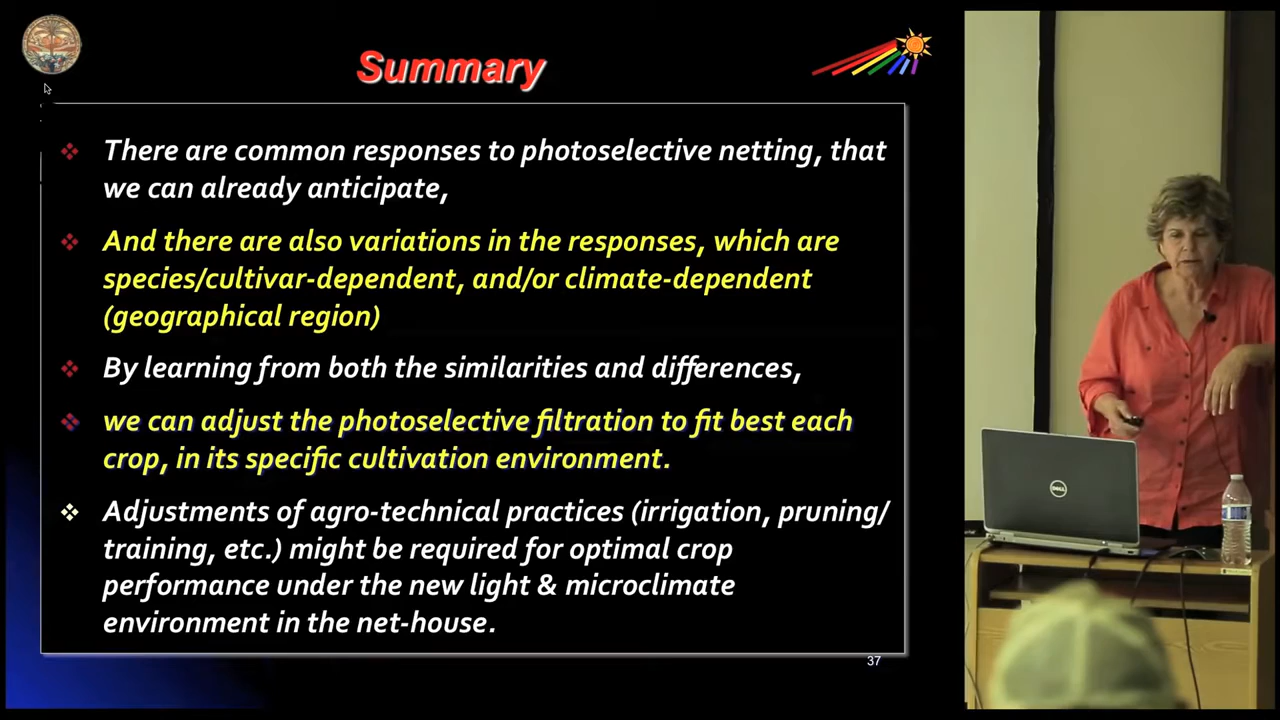 Summary
There are common responses to photoselective netting, that
we can already anticipate,
And there are also variations in the responses, which are
species/cultivar-dependent, and/or climate-dependent
(geographical region)
By learning from both the similarities and differences,
we can adjust the photoselective filtration to fit best each
crop, in its specific cultivation environment.
Adjustments of agro-technical practices (irrigation, pruning/
training, etc.) might be required for optimal crop
performance under the new light & microclimate
environment in the net-house.
37
DELL